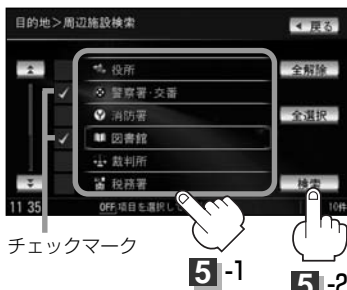 目的地>周辺施設検索
◀ 戻る
役所
全解除
✓ 警察署·交番
消防署
全選択
✓ 図書館
裁判所
税務署
検索
11 35
OFF 項目を選択し
10件
チェックマーク
5 -1
5 -2